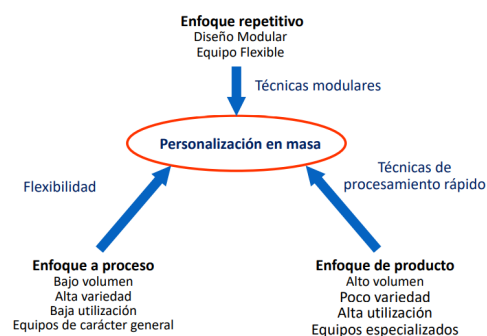 Enfoque repetitivo
Diseño Modular
Equipo Flexible
Técnicas modulares
Personalización en masa
Flexibilidad
Técnicas de
procesamiento rápido
Enfoque a proceso
Bajo volumen
Alta variedad
Baja utilización
Equipos de carácter general
Enfoque de producto
Alto volumen
Poco variedad
Alta utilización
Equipos especializados